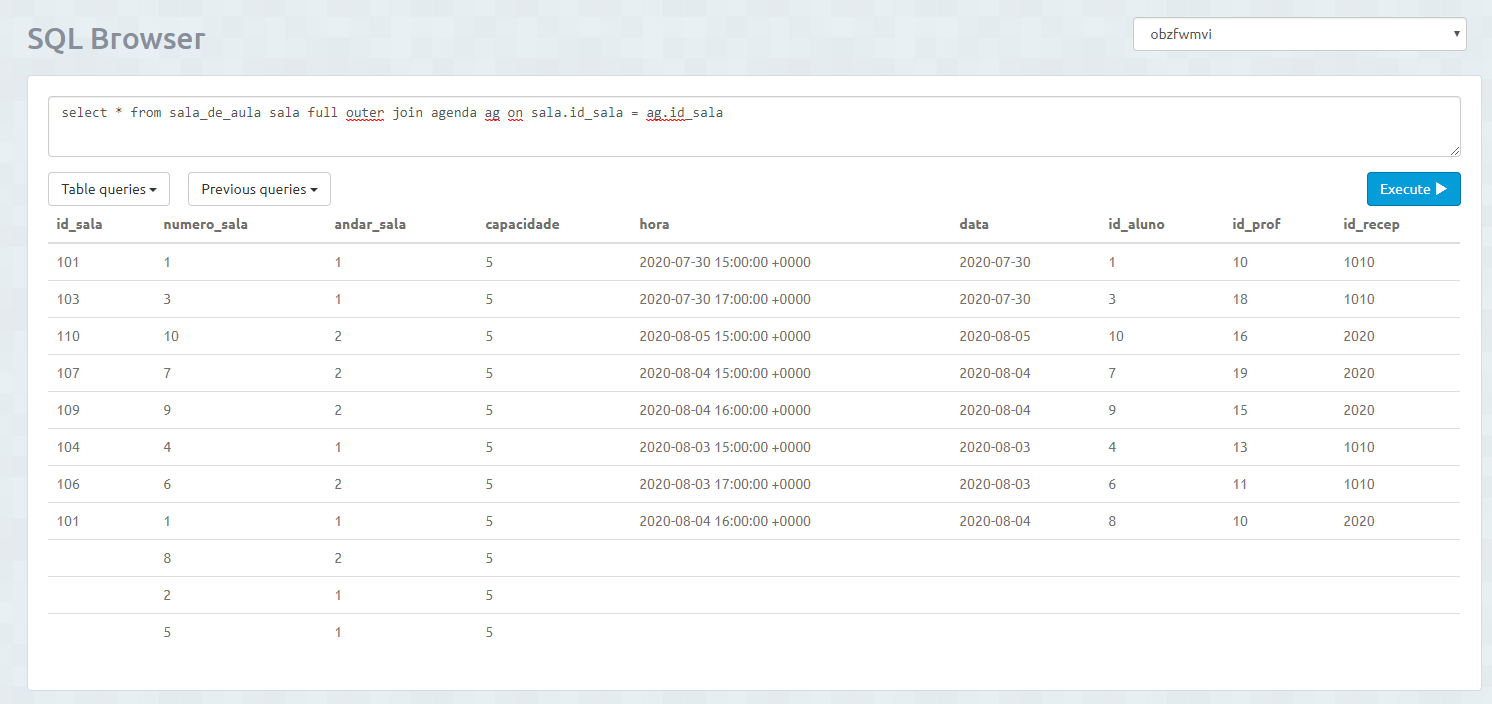 SQL Browser
obzfwmvi
select * from sala_de_aula sala full outer join agenda ag on sala.id_sala = ag.id_sala
Table queries Previous queries Execute
id_sala numero_sala andar_sala capacidade hora data id_aluno id_prof id_recep
101 1 1 5 2020-07-30 15:00:00 +0000 2020-07-30 1 10 1010
103 3 1 5 2020-07-30 17:00:00 +0000 2020-07-30 3 18 1010
110 10 2 5 2020-08-05 15:00:00 +0000 2020-08-05 10 16 2020
107 7 2 5 2020-08-04 15:00:00 +0000 2020-08-04 7 19 2020
109 9 2 5 2020-08-04 16:00:00 +0000 2020-08-04 9 15 2020
104 4 1 5 2020-08-03 15:00:00 +0000 2020-08-03 4 13 1010
106 6 2 5 2020-08-03 17:00:00 +0000 2020-08-03 6 11 1010
101 1 1 5 2020-08-04 16:00:00 +0000 2020-08-04 8 10 2020
8 2 5
2 1 5
5 1 5